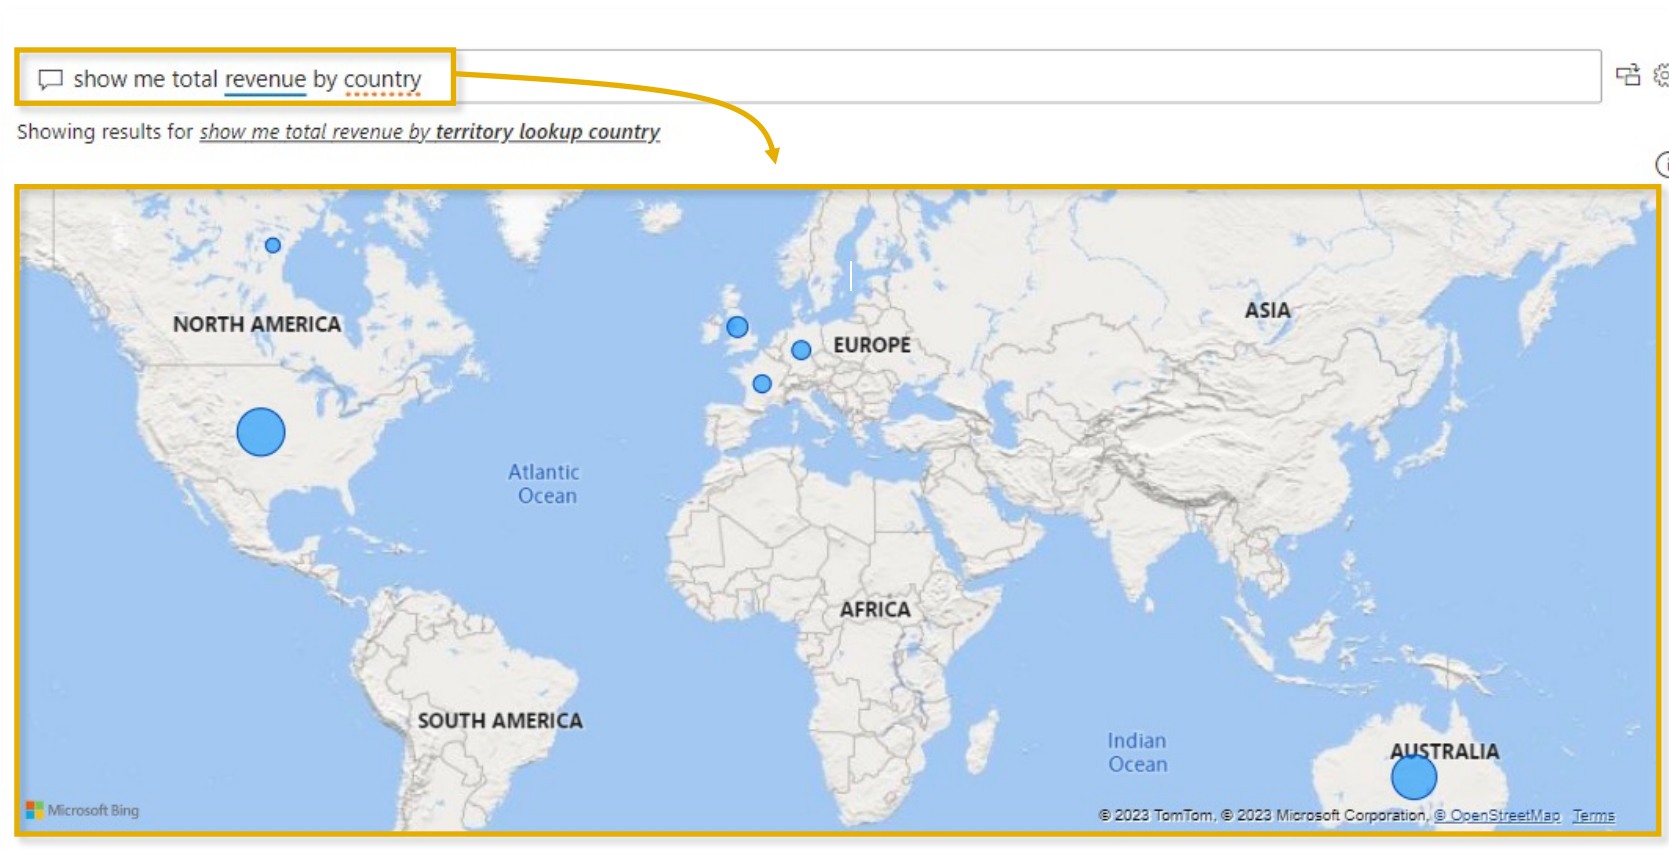 show me total revenue by country
Showing results for show me total revenue by territory lookup country
NORTH AMERICA
ASIA
EUROPE
Atlantic
Ocean
AFRICA
SOUTH AMERICA
Indian
Ocean
AUSTRALIA
Microsoft Bing
© 2023 TomTom, © 2023 Microsoft Corporation, © OpenStreetMap Terms